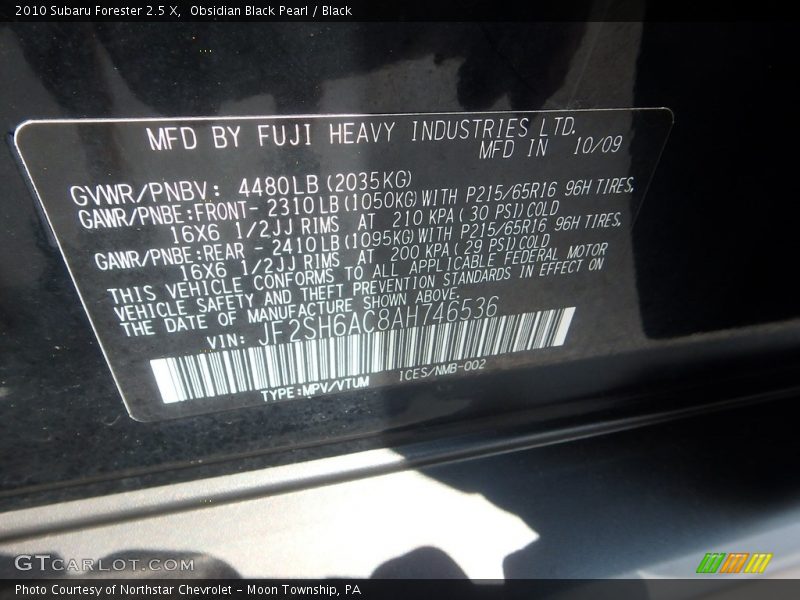 2010 Subaru Forester 2.5 X,  Obsidian Black Pearl / Black
MFD BY FUJI HEAVY INDUSTRIES LTD.
MFD IN 10/09
GVWR/PNBV: 4480LB (2035KG)
GAWR/PNBE:FRONT- 2310LB (1050KG) WITH P215/65R16 96H TIRES,
16X6 1/2JJ RIMS AT 210 KPA ( 30 PSI) COLD
GAWR/PNBE:REAR - 2410LB (1095KG) WITH P215/65R16 96H TIRES,
16X6 1/2JJ RIMS AT 200 KPA ( 29 PSI) COLD
THIS VEHICLE CONFORMS TO ALL APPLICABLE FEDERAL MOTOR
VEHICLE SAFETY AND THEFT PREVENTION STANDARDS IN EFFECT ON
THE DATE OF MANUFACTURE SHOWN ABOVE.
VIN: JF2SH6AC8AH746536
TYPE:MPV/VTUM ICES/NMB-002
GTCARLOT.COM
Photo Courtesy of Northstar Chevrolet – Moon Township, PA